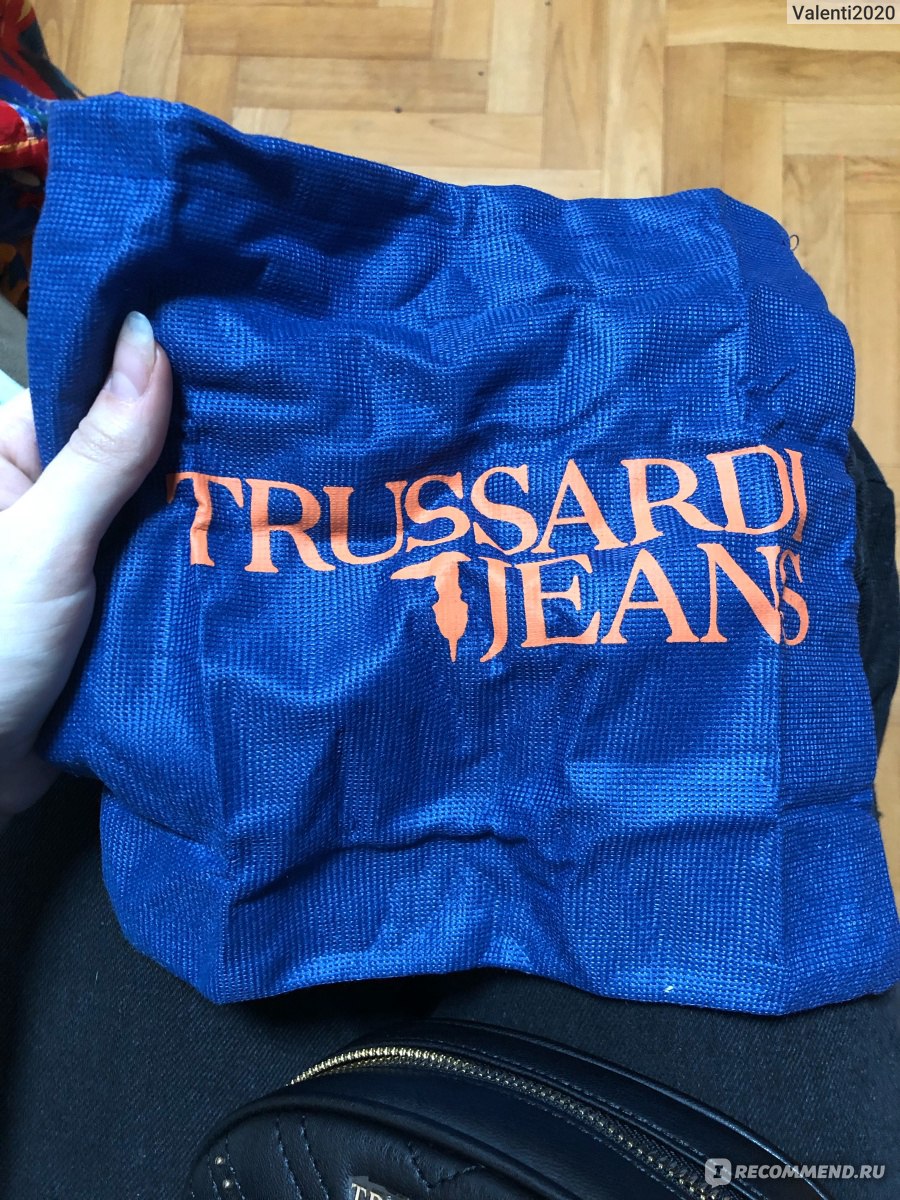 Valenti2020
TRUSSARDI
JEANS
RECOMMEND.RU